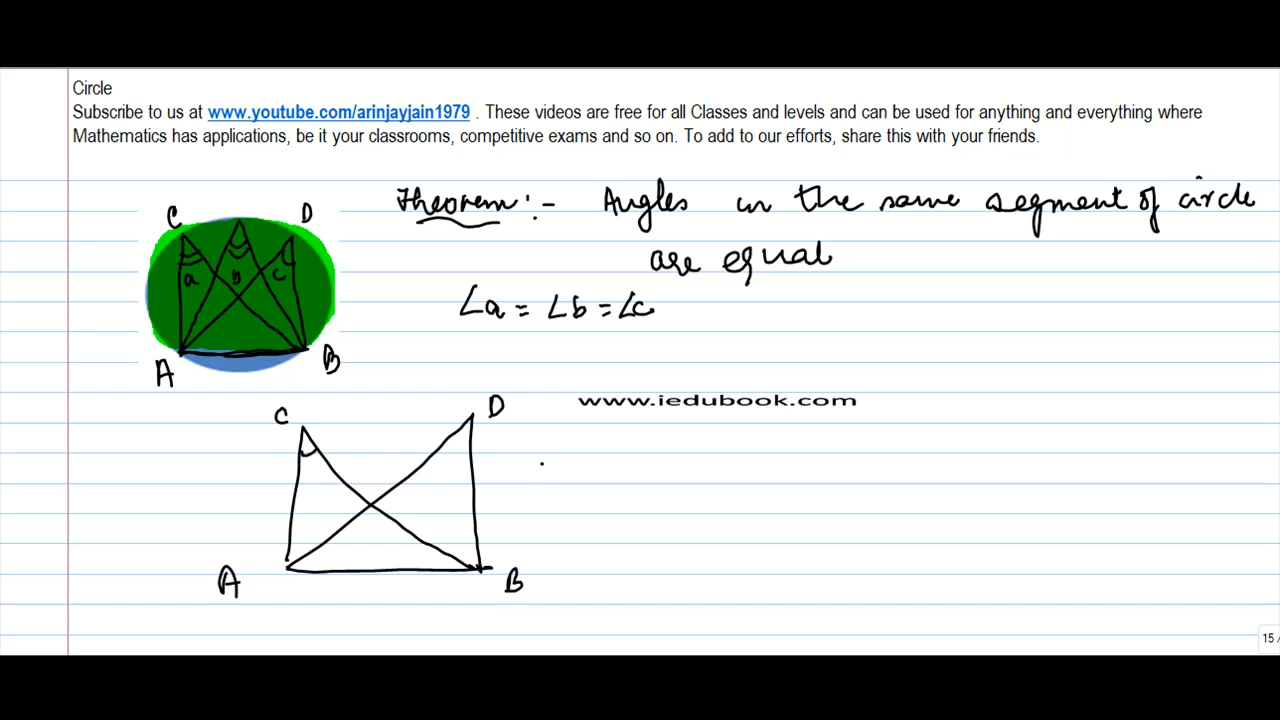 Circle
Subscribe to us at www.youtube.com/arinjayjain1979 . These videos are free for all Classes and levels and can be used for anything and everything where
Mathematics has applications, be it your classrooms, competitive exams and so on. To add to our efforts, share this with your friends.
Theorem :- Angles in the same segment of circle
are equal
C D
a b c
∠a = ∠b = ∠c
A B
www.iedubook.com
C D
A B
15/